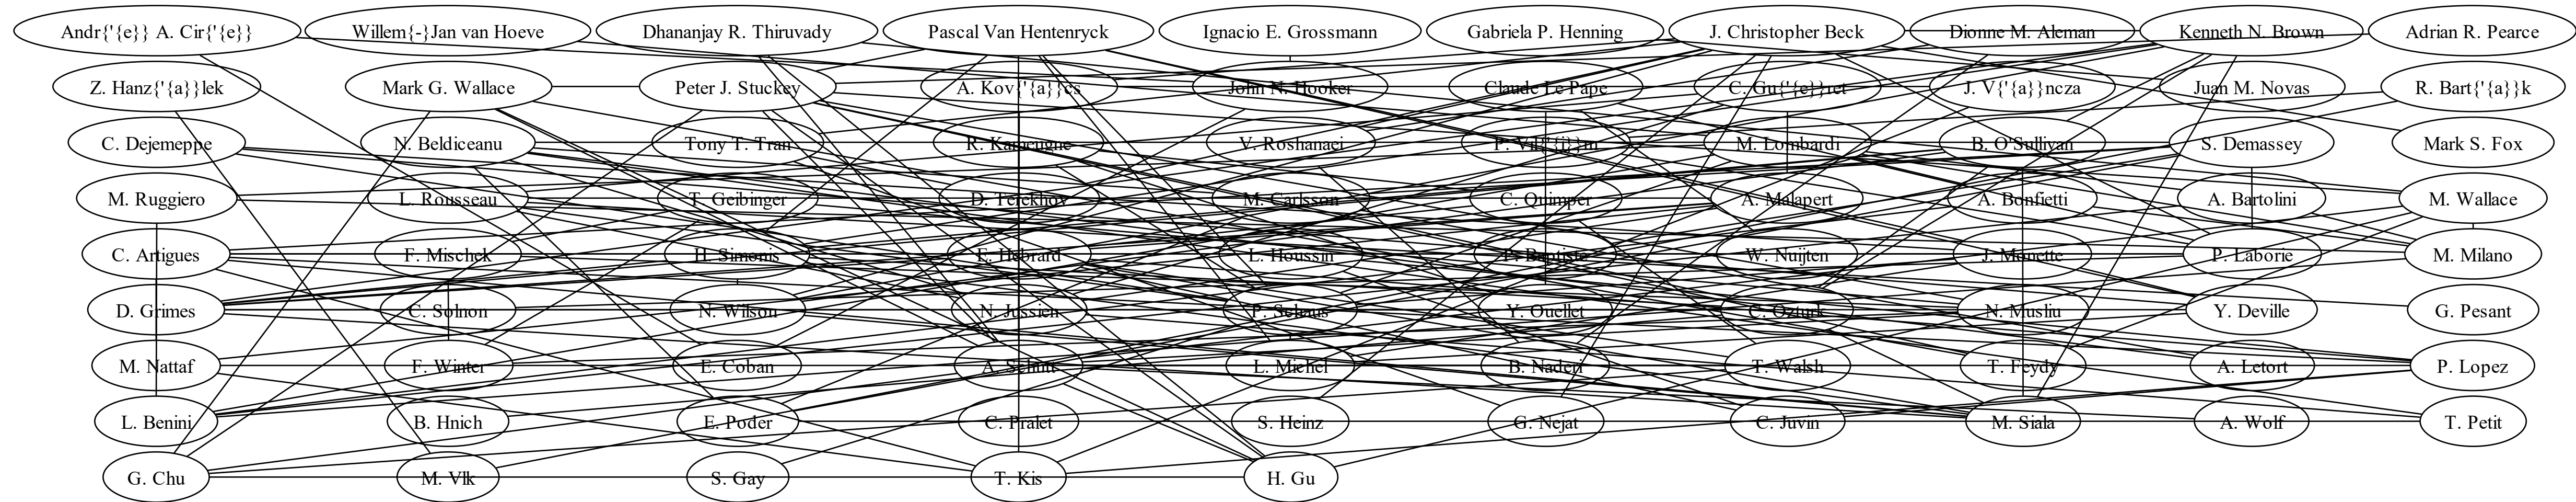 Andr{'{e}} A. Cir{'{e}} Willem{-}Jan van Hoeve Dhananjay R. Thiruvady Pascal Van Hentenryck Ignacio E. Grossmann Gabriela P. Henning J. Christopher Beck Dionne M. Aleman Kenneth N. Brown Adrian R. Pearce
Z. Hanz{'{a}}lek Mark G. Wallace Peter J. Stuckey A. Kov{'{a}}cs John N. Hooker Claude Le Pape C. Gu{'{e}}ret J. V{'{a}}ncza Juan M. Novas R. Bart{'{a}}k
C. Dejemeppe N. Beldiceanu Tony T. Tran R. Kameugne V. Roshanaei P. Vil{'{i}}m M. Lombardi B. O'Sullivan S. Demassey Mark S. Fox
M. Ruggiero L. Rousseau T. Geibinger D. Terekhov M. Carlsson C. Quimper A. Malapert A. Bonfietti A. Bartolini M. Wallace
C. Artigues F. Mischek H. Simonis E. Hebrard L. Houssin P. Baptiste W. Nuijten J. Monette P. Laborie M. Milano
D. Grimes C. Solnon N. Wilson N. Jussien P. Schaus Y. Ouellet C. Ozturk N. Musliu Y. Deville G. Pesant
M. Nattaf F. Winter E. Coban A. Schutt L. Michel B. Naderi T. Walsh T. Feydy A. Letort P. Lopez
L. Benini B. Hnich E. Poder C. Pralet S. Heinz G. Nejat C. Juvin M. Siala A. Wolf T. Petit
G. Chu M. Vlk S. Gay T. Kis H. Gu